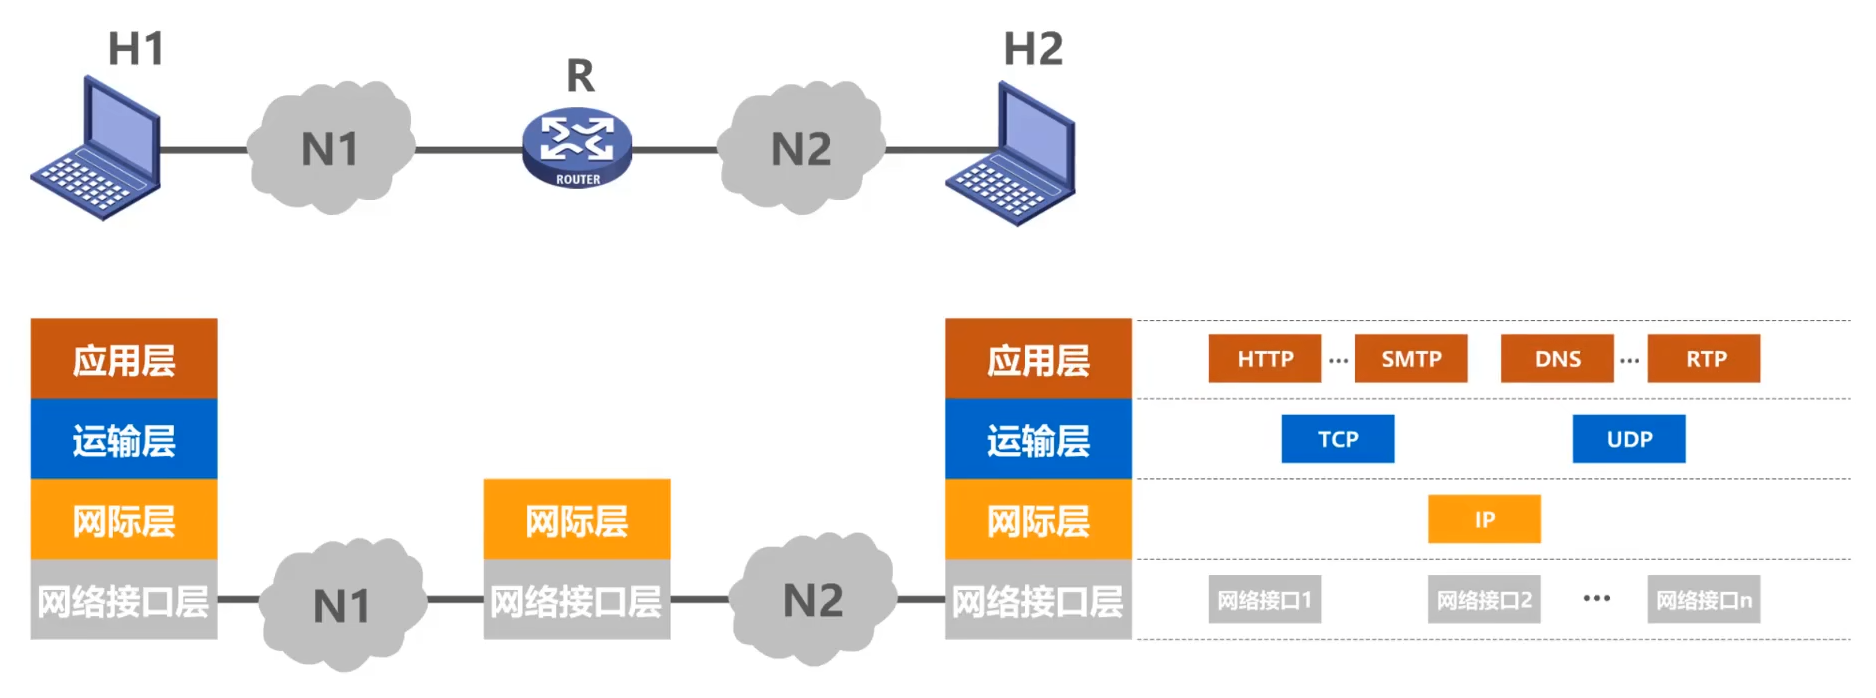 H1
R
H2
N1
ROUTER
N2
应用层
应用层
HTTP ... SMTP DNS ... RTP
运输层
运输层
TCP UDP
网际层
网际层
网际层
IP
网络接口层
N1
网络接口层
N2
网络接口层
网络接口1 网络接口2 ... 网络接口n